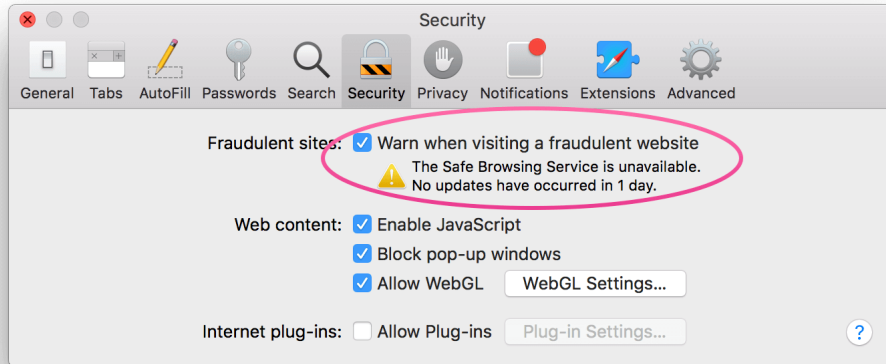 Security
General Tabs AutoFill Passwords Search Security Privacy Notifications Extensions Advanced
Fraudulent sites: Warn when visiting a fraudulent website
The Safe Browsing Service is unavailable.
No updates have occurred in 1 day.
Web content: Enable JavaScript
Block pop-up windows
Allow WebGL WebGL Settings...
Internet plug-ins: Allow Plug-ins Plug-in Settings... ?